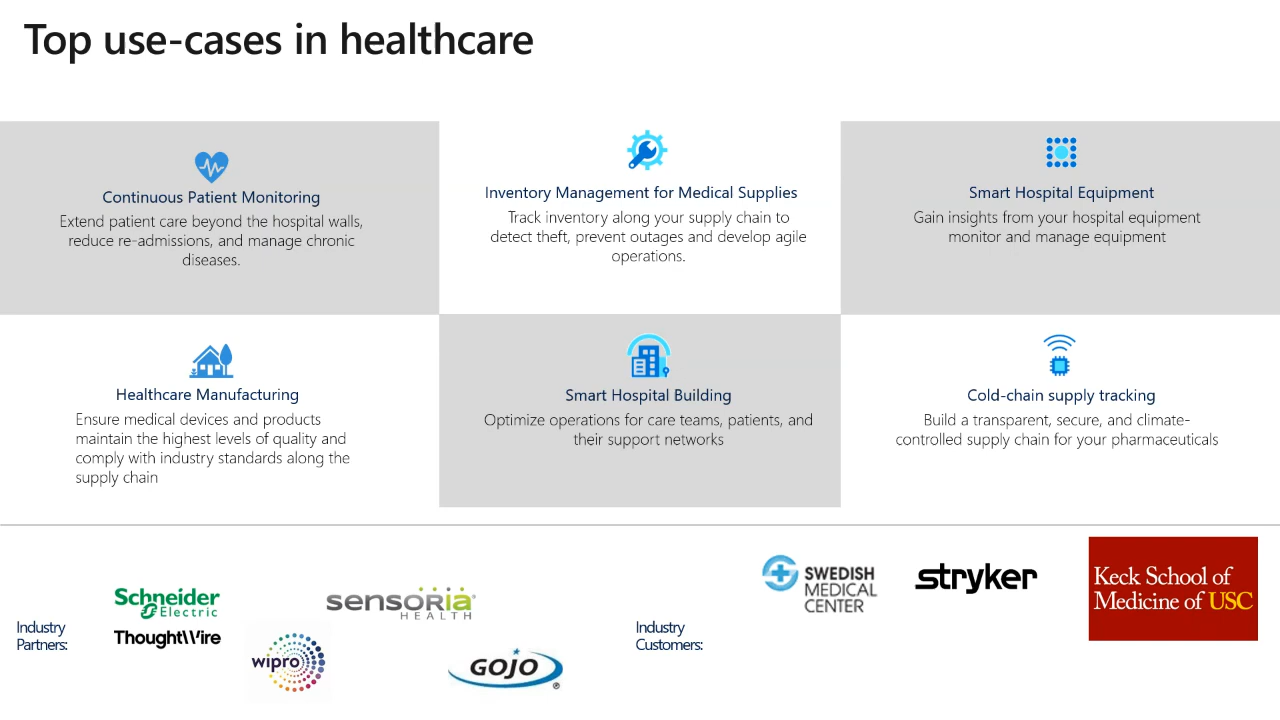 Top use-cases in healthcare
Continuous Patient Monitoring
Extend patient care beyond the hospital walls,
reduce re-admissions, and manage chronic
diseases.
Inventory Management for Medical Supplies
Track inventory along your supply chain to
detect theft, prevent outages and develop agile
operations.
Smart Hospital Equipment
Gain insights from your hospital equipment
monitor and manage equipment
Healthcare Manufacturing
Ensure medical devices and products
maintain the highest levels of quality and
comply with industry standards along the
supply chain
Smart Hospital Building
Optimize operations for care teams, patients, and
their support networks
Cold-chain supply tracking
Build a transparent, secure, and climate-
controlled supply chain for your pharmaceuticals
Industry
Partners:
Schneider
Electric
ThoughtWire
sensoria
HEALTH
wipro
GOJO
®
Industry
Customers:
SWEDISH
MEDICAL
CENTER
stryker
Keck School of
Medicine of USC